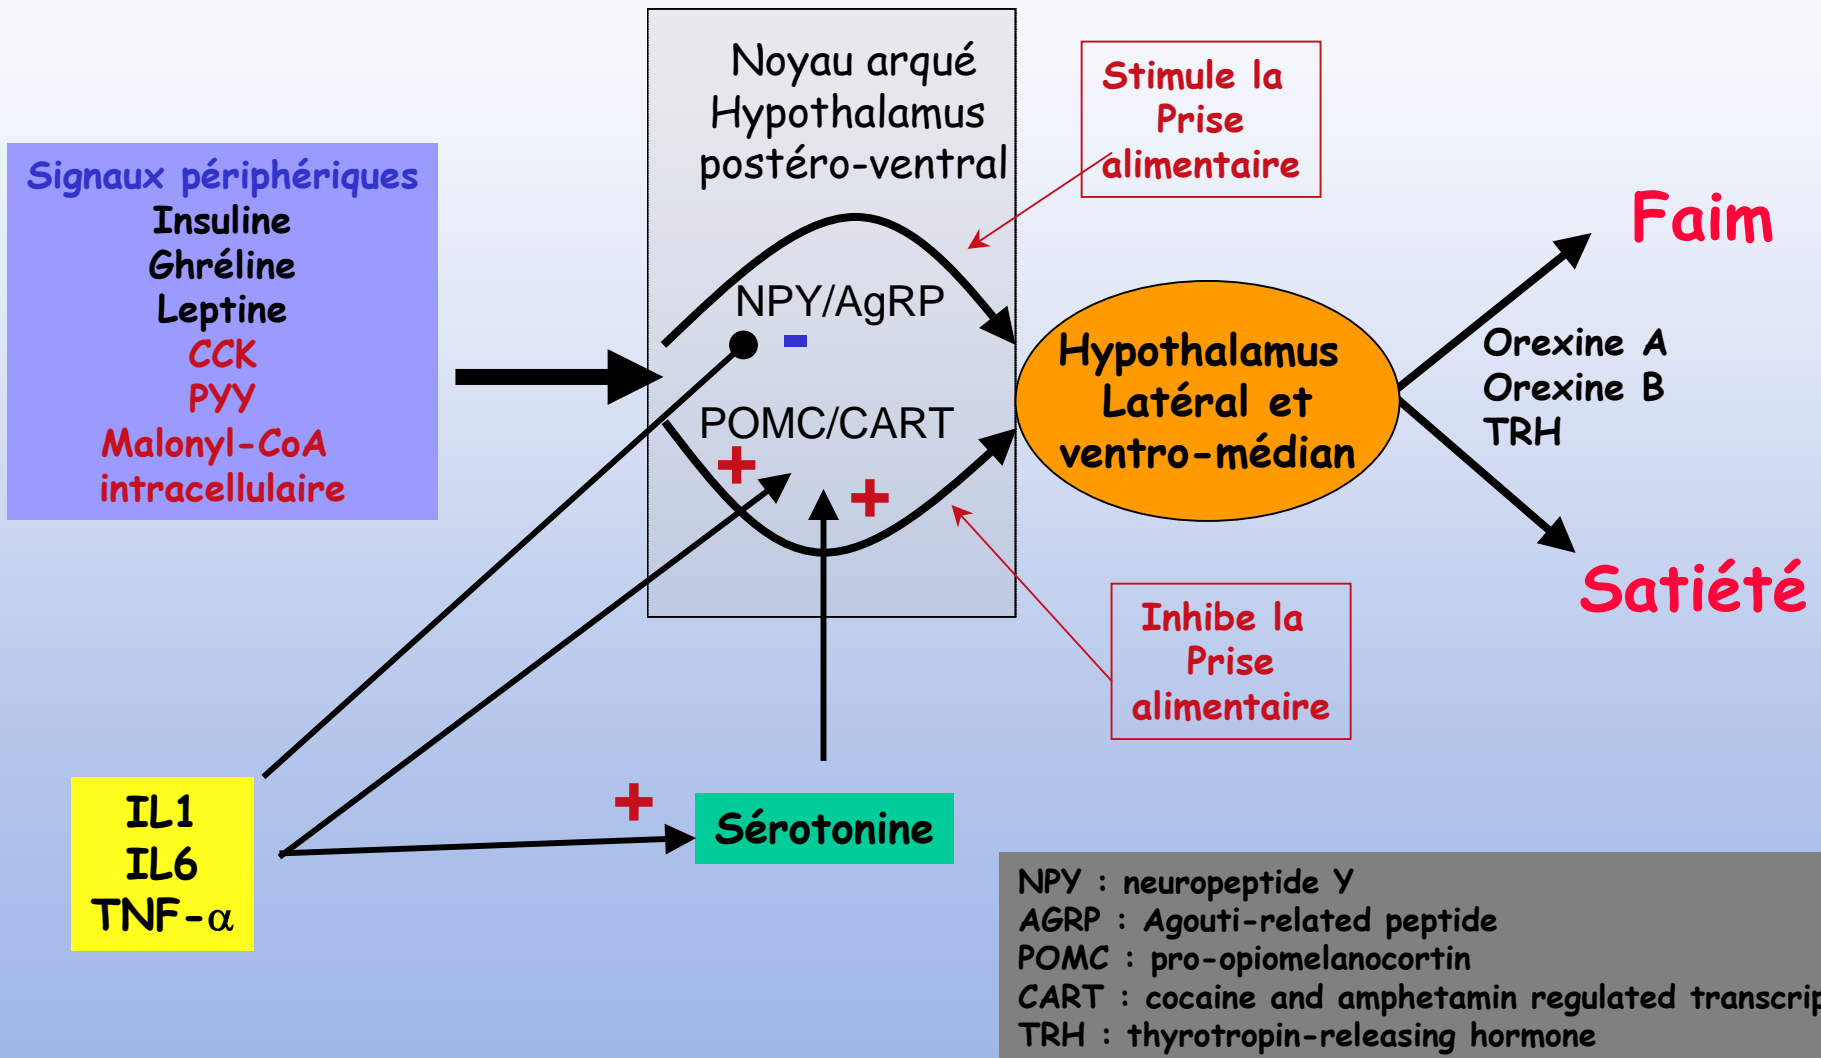 Noyau arqué
Hypothalamus
postéro-ventral
Stimule la
Prise
alimentaire
Signaux périphériques
Insuline
Ghréline
Leptine
CCK
PYY
Malonyl-CoA
intracellulaire
NPY/AgRP
-
POMC/CART
+
+
Hypothalamus
Latéral et
ventro-médian
Faim
Orexine A
Orexine B
TRH
Satiété
Inhibe la
Prise
alimentaire
IL1
IL6
TNF-α
+
Sérotonine
NPY : neuropeptide Y
AGRP : Agouti-related peptide
POMC : pro-opiomelanocortin
CART : cocaine and amphetamin regulated transcrip
TRH : thyrotropin-releasing hormone